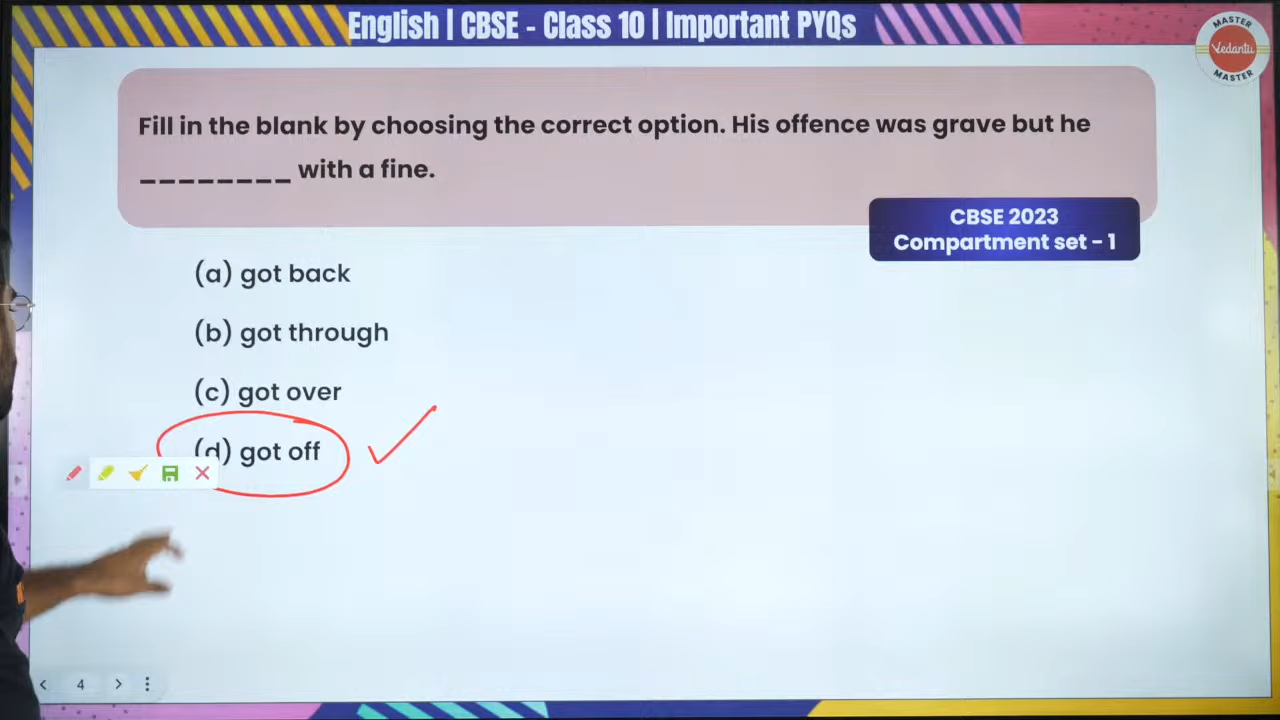 English | CBSE - Class 10 | Important PYQs
MASTER
Vedantu
MASTER
Fill in the blank by choosing the correct option. His offence was grave but he
________ with a fine.
CBSE 2023
Compartment set - 1
(a) got back
(b) got through
(c) got over
(d) got off
4